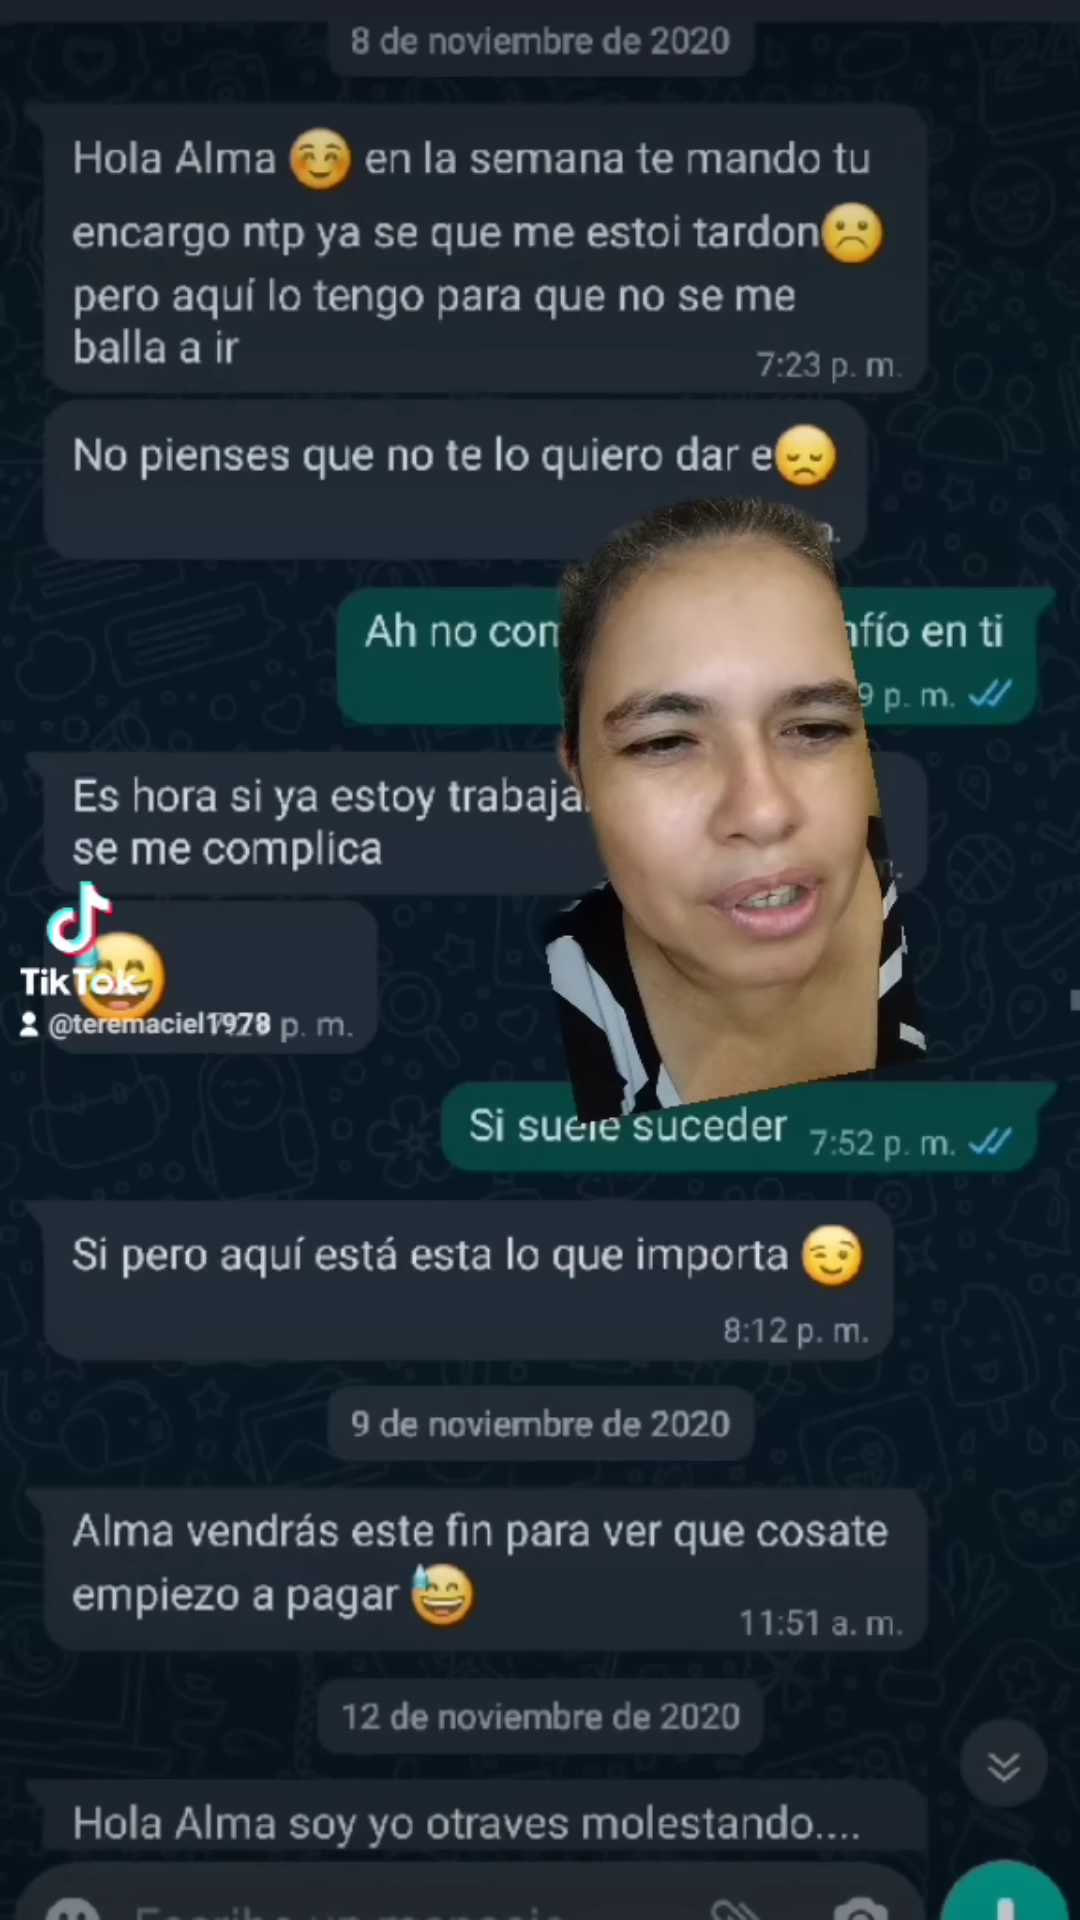 8 de noviembre de 2020
Hola Alma ☺️ en la semana te mando tu
encargo ntp ya se que me estoi tardon☹️
pero aquí lo tengo para que no se me
balla a ir
7:23 p. m.
No pienses que no te lo quiero dar e😞
Ah no en ti
p. m.
Es hora si ya estoy
se me complica
TikTok
@teremaciel1978 p. m.
Si suele suceder 7:52 p. m.
Si pero aquí está esta lo que importa 😉
8:12 p. m.
9 de noviembre de 2020
Alma vendrás este fin para ver que cosate
empiezo a pagar 😅
11:51 a. m.
12 de noviembre de 2020
Hola Alma soy yo otraves molestando....